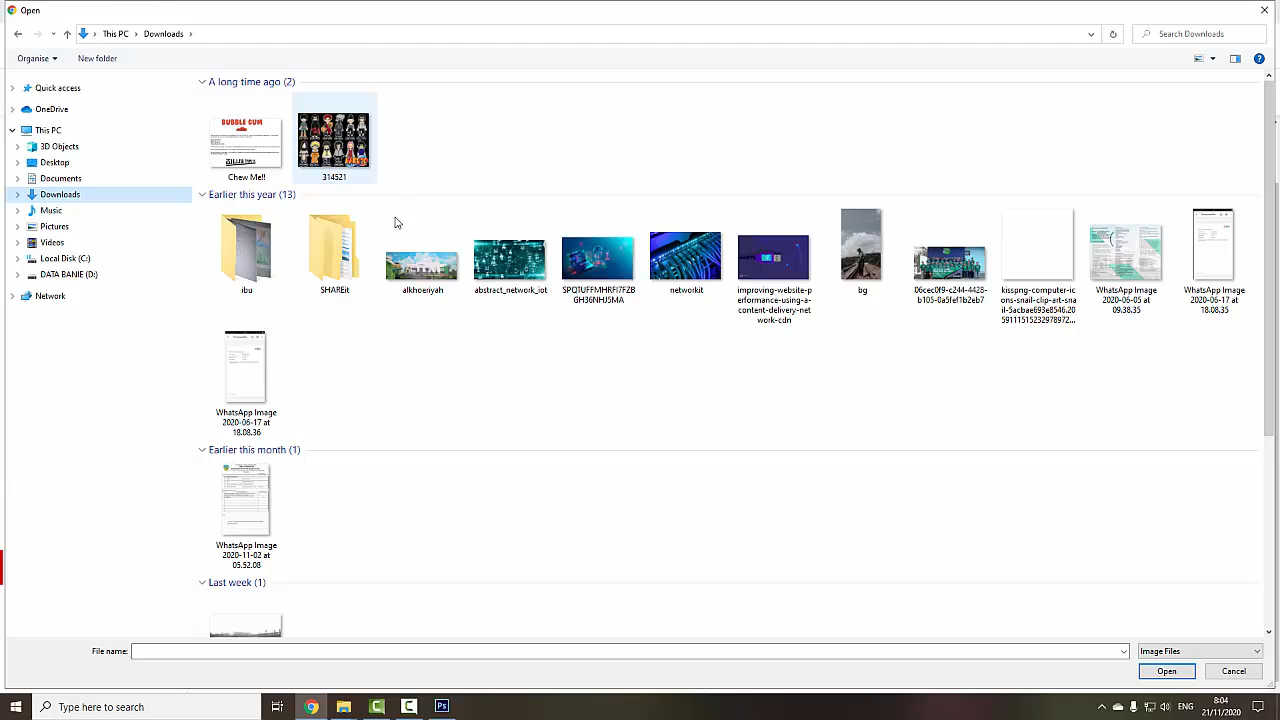 Open
This PC
Downloads
Search Downloads
Organise
New folder
Quick access
OneDrive
This PC
3D Objects
Desktop
Documents
Downloads
Music
Pictures
Videos
Local Disk (C:)
DATA BANIE (D:)
Network
A long time ago (2)
BUBBLE GUM
Chew Me!!
314521
Earlier this year (13)
ibu
SHAREit
alkhoeriyah
abstract_network_iot
SPQTUFFMHRFI7FZB
GH36NHJ5MA
networkit
improving-website-p
erformance-using-a-
content-delivery-net
work-cdn
bg
06cec0f9-c244-4428-
b105-0a5fef1b2eb7
kisspng-computer-ic
ons-snail-clip-art-sna
il-5acbae693e8546.20
59111515232978972...
WhatsApp Image
2020-06-05 at
09.38.35
WhatsApp Image
2020-06-17 at
18.08.35
WhatsApp Image
2020-06-17 at
18.08.36
Earlier this month (1)
WhatsApp Image
2020-11-02 at
05.52.08
Last week (1)
File name:
Image Files
Open
Cancel
Type here to search
ENG
8:04
21/11/2020